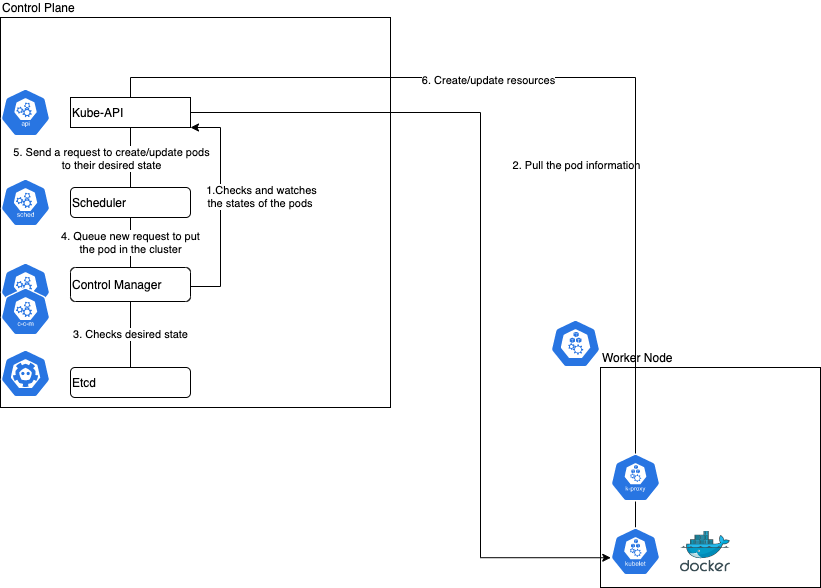 Control Plane
6. Create/update resources
Kube-API
api
5. Send a request to create/update pods
to their desired state
2. Pull the pod information
1.Checks and watches
the states of the pods
Scheduler
sched
4. Queue new request to put
the pod in the cluster
Control Manager
c-c-m
3. Checks desired state
Etcd
Worker Node
k-proxy
kubelet
docker